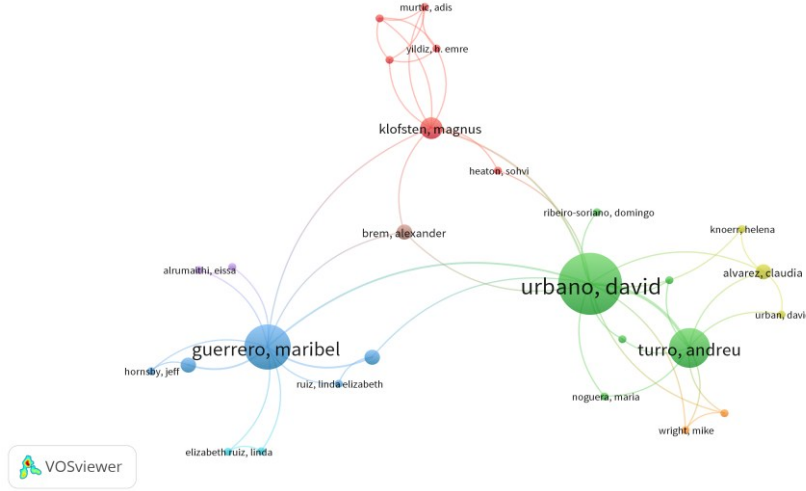 murtic, adis
yildiz, h. emre
klofsten, magnus
heaton, sohvi
ribeiro-soriano, domingo
knoerr, helena
brem, alexander
alrumaithi, eissa
alvarez, claudia
urbano, david
urban, davi
guerrero, maribel
turro, andreu
hornsby, jeff
ruiz, linda elizabeth
noguera, maria
wright, mike
elizabeth ruiz, linda
VOSviewer